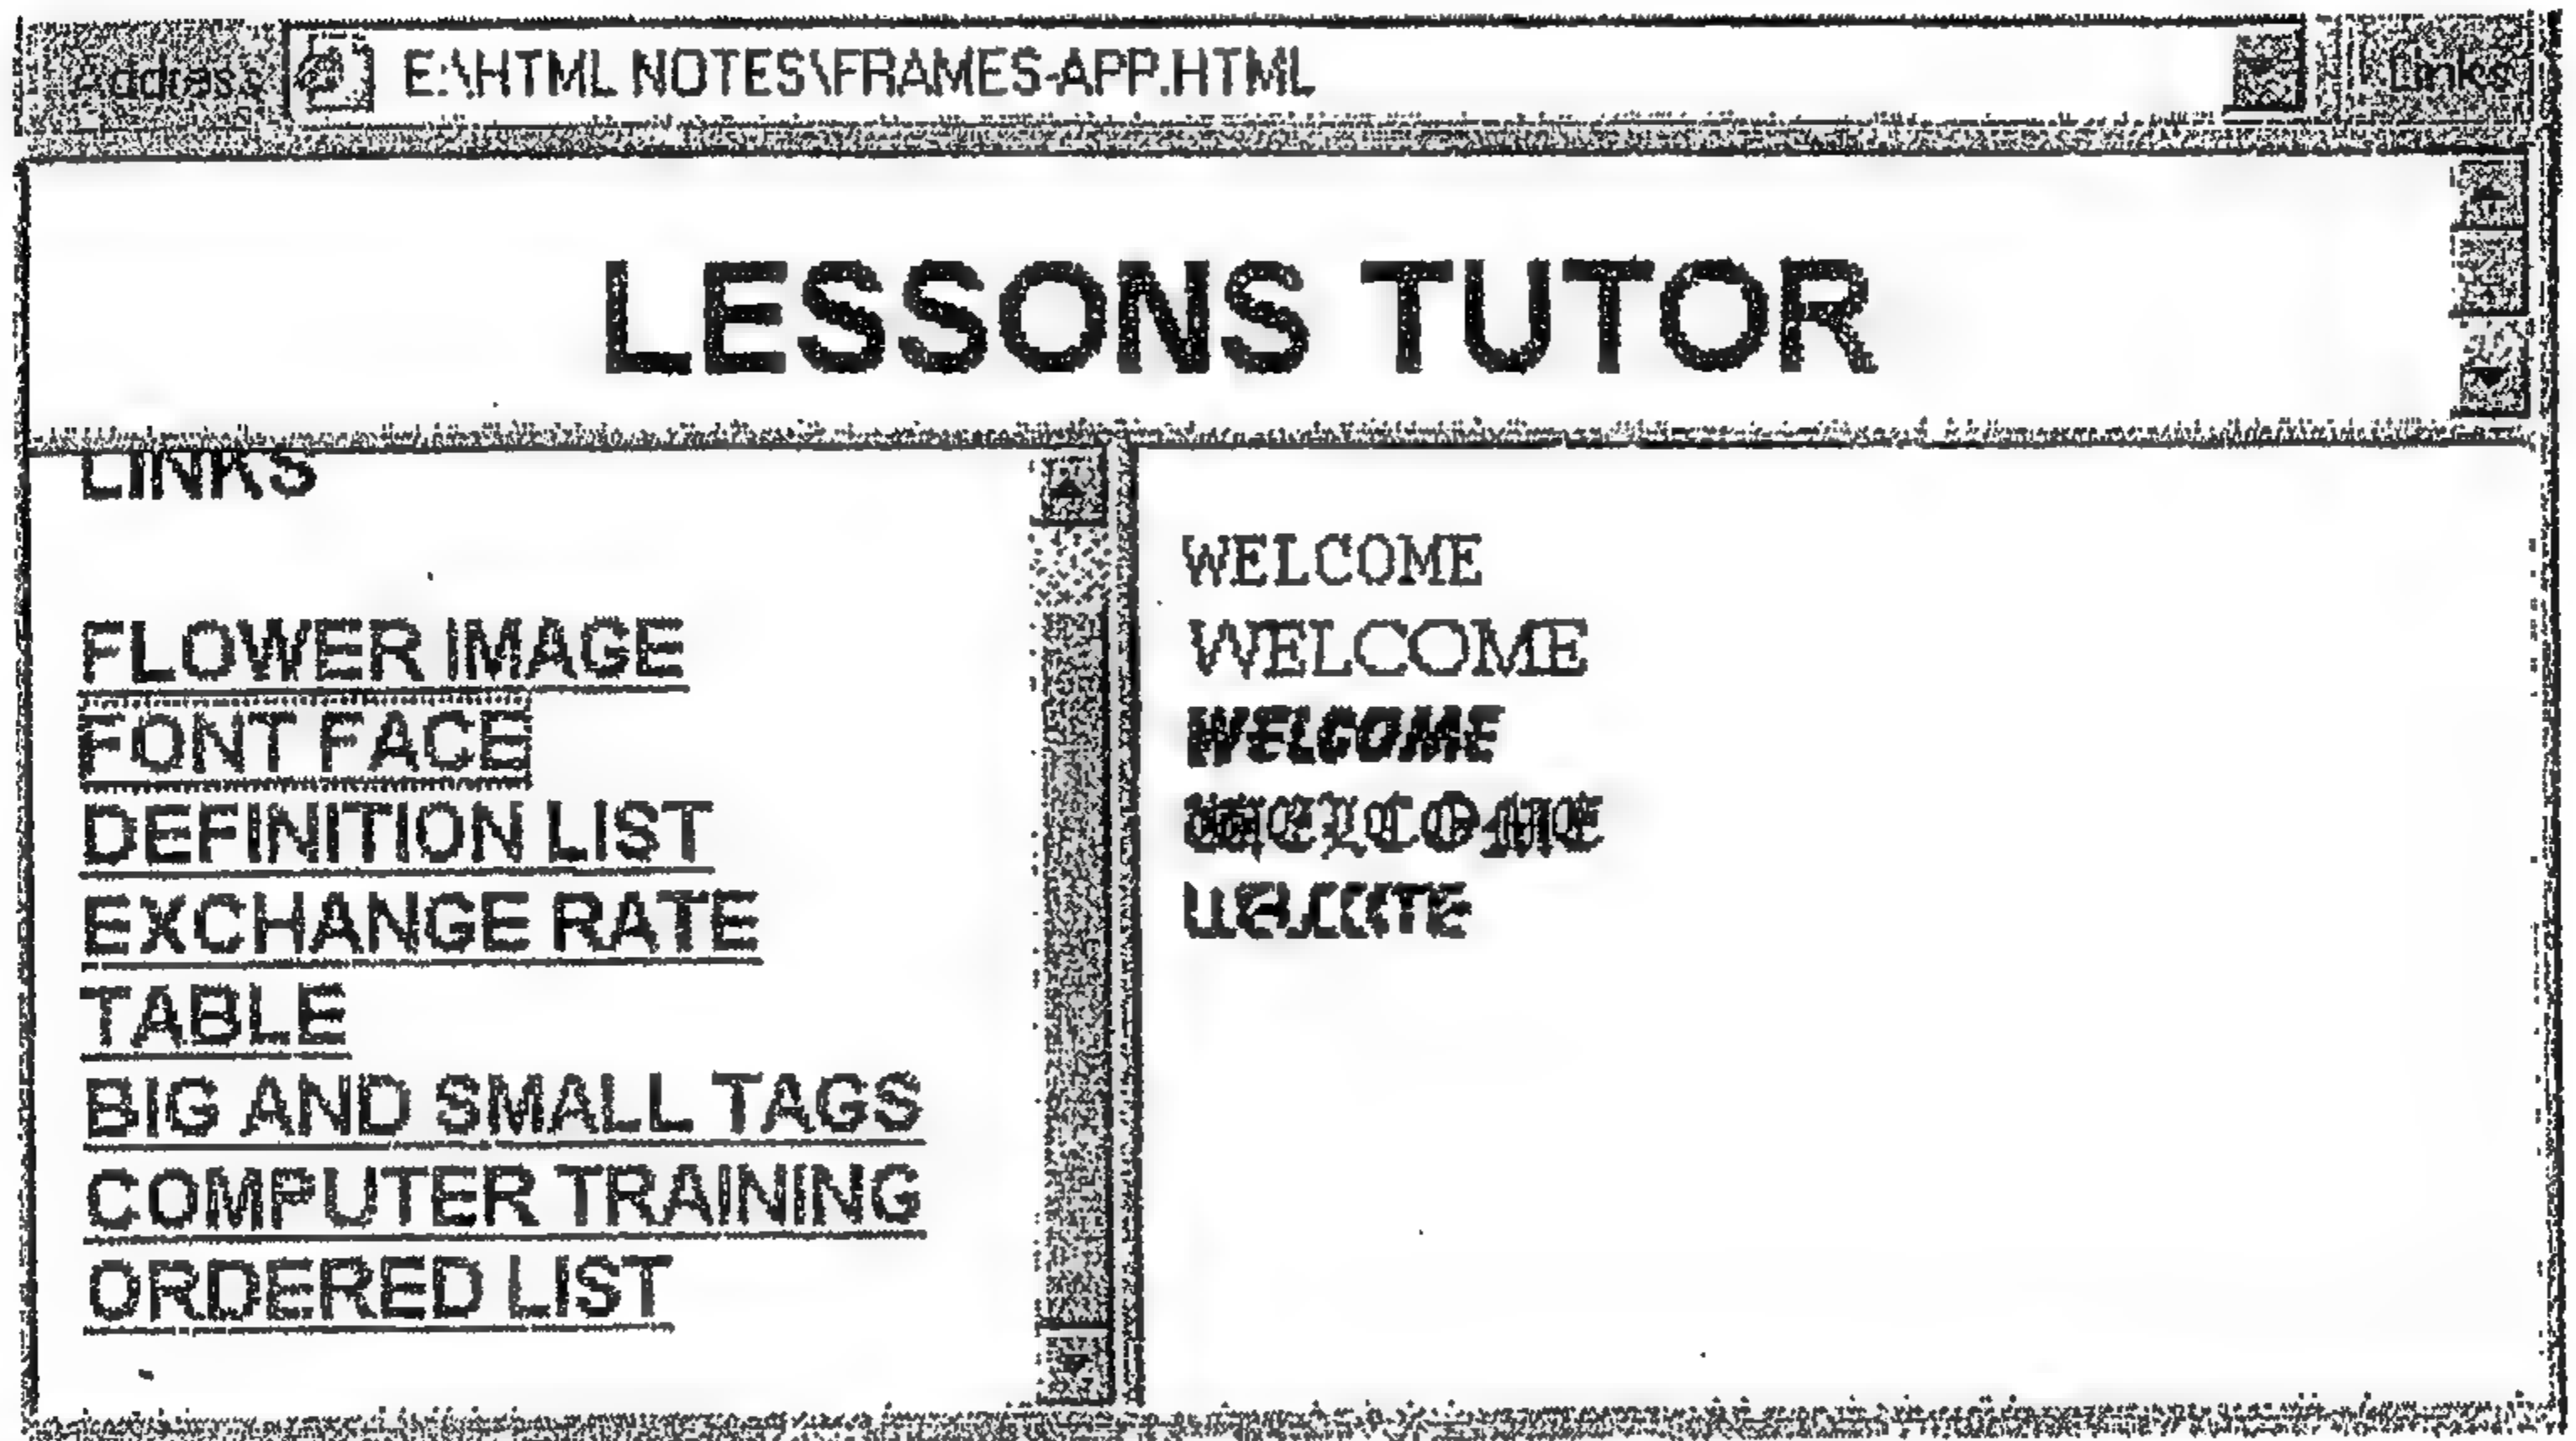 Address E:\HTML NOTES\FRAMES-APP.HTML Links
LESSONS TUTOR
LINKS
FLOWER IMAGE
FONT FACE
DEFINITION LIST
EXCHANGE RATE
TABLE
BIG AND SMALL TAGS
COMPUTER TRAINING
ORDERED LIST
WELCOME
WELCOME
WELCOME
WELCOME